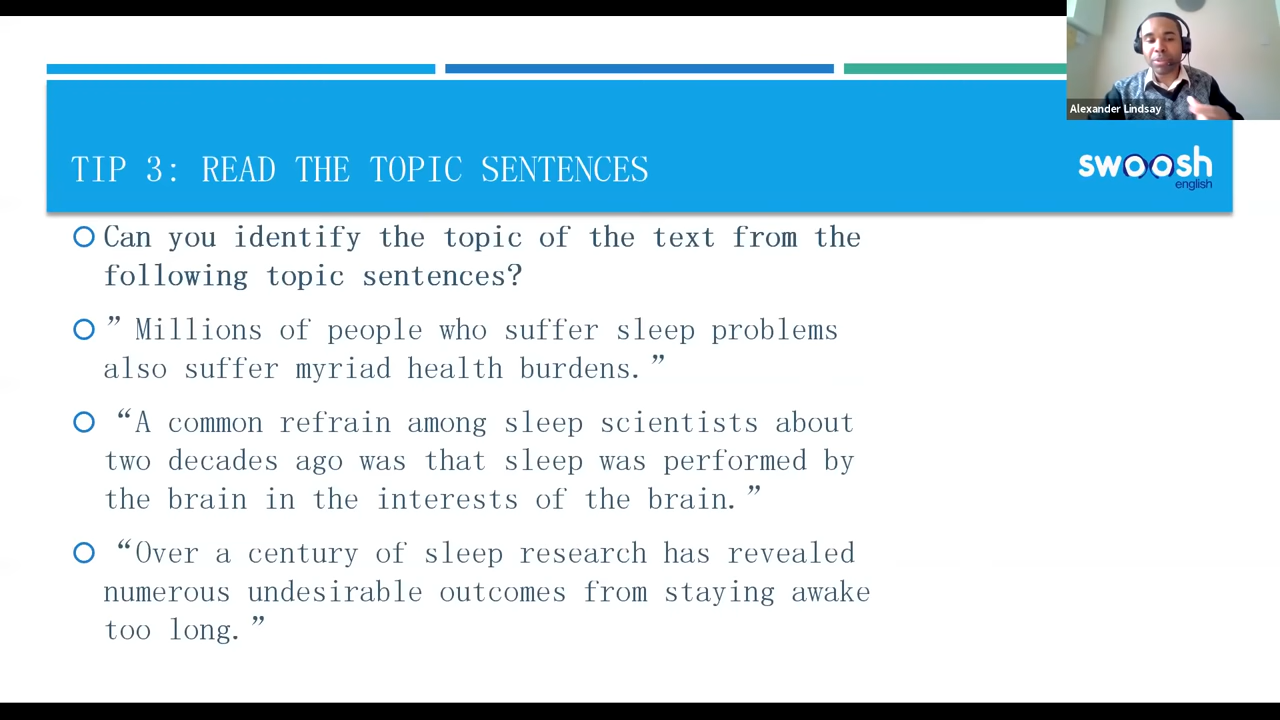 Alexander Lindsay
TIP 3: READ THE TOPIC SENTENCES
swoosh
english
Can you identify the topic of the text from the
following topic sentences?
”Millions of people who suffer sleep problems
also suffer myriad health burdens.”
“A common refrain among sleep scientists about
two decades ago was that sleep was performed by
the brain in the interests of the brain.”
“Over a century of sleep research has revealed
numerous undesirable outcomes from staying awake
too long.”